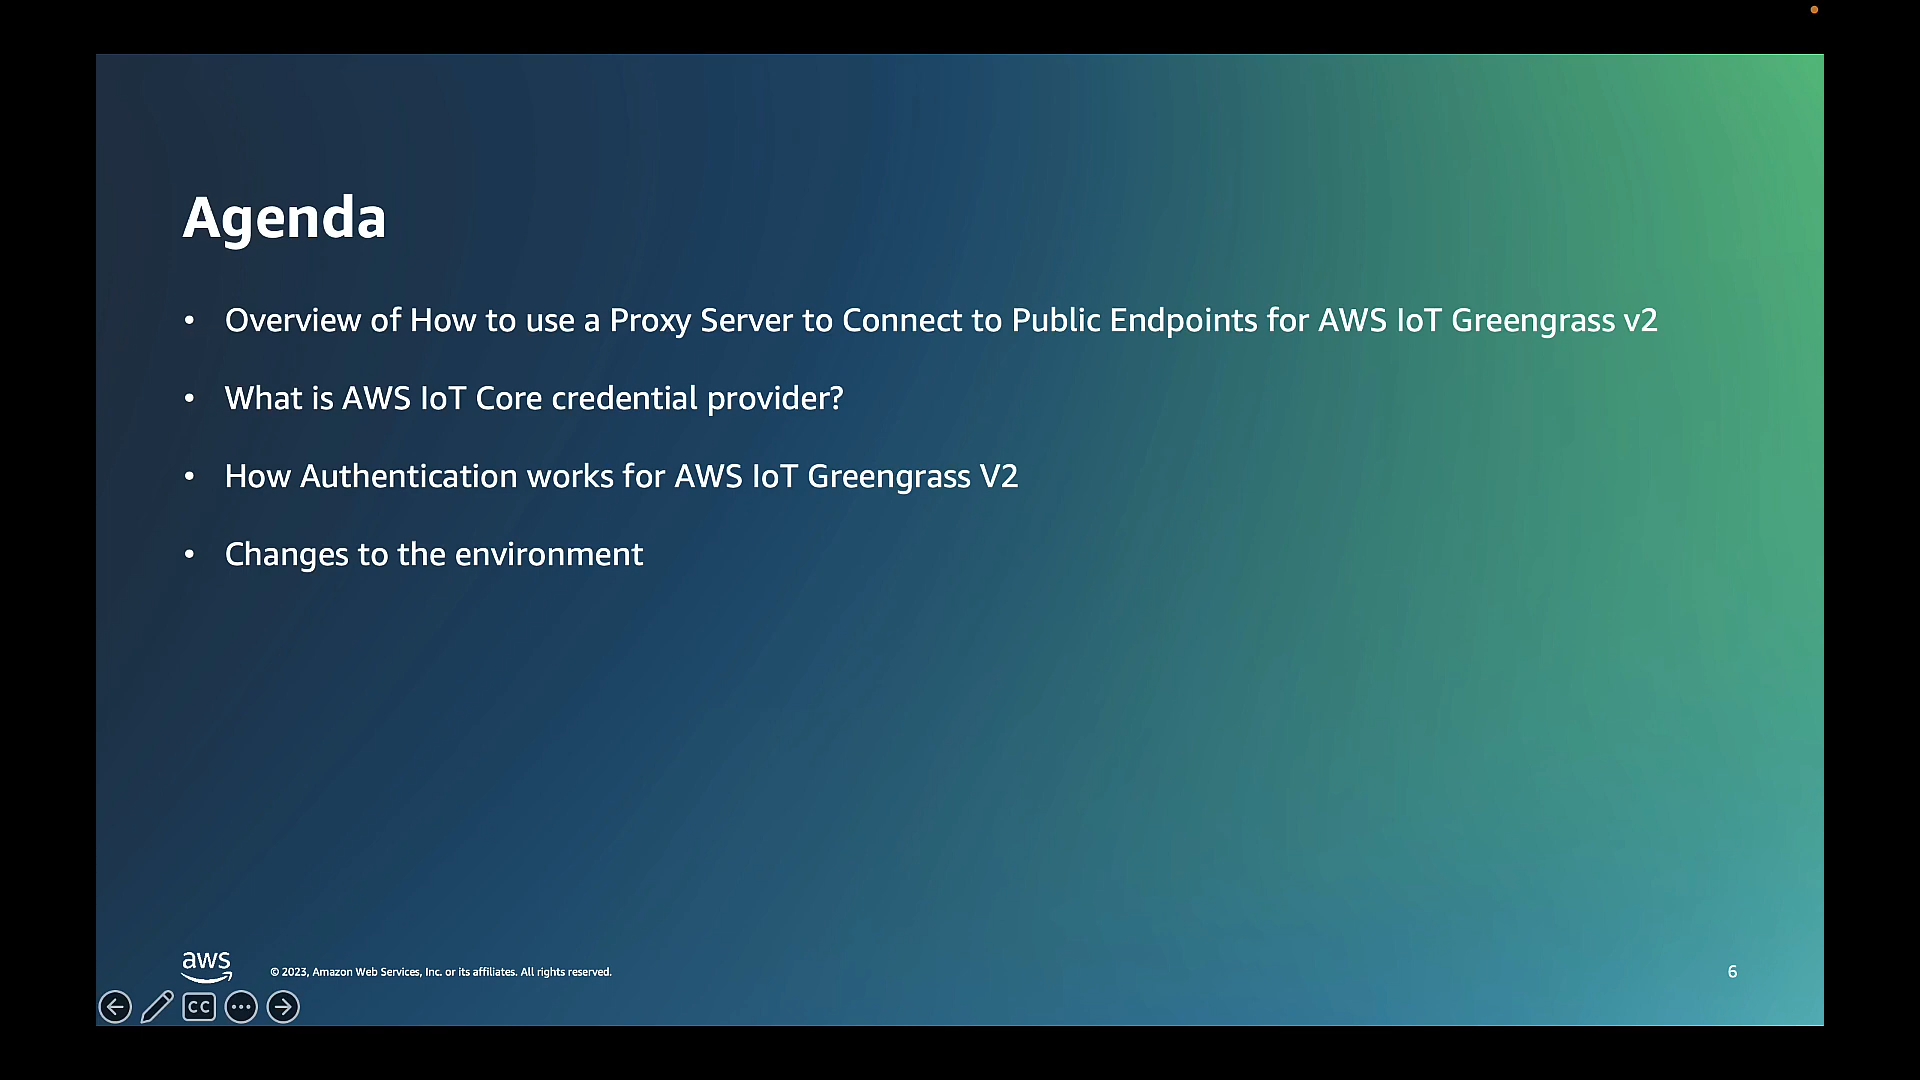 Agenda
• Overview of How to use a Proxy Server to Connect to Public Endpoints for AWS IoT Greengrass v2
• What is AWS IoT Core credential provider?
• How Authentication works for AWS IoT Greengrass V2
• Changes to the environment
aws
© 2023, Amazon Web Services, Inc. or its affiliates. All rights reserved.
6
CC